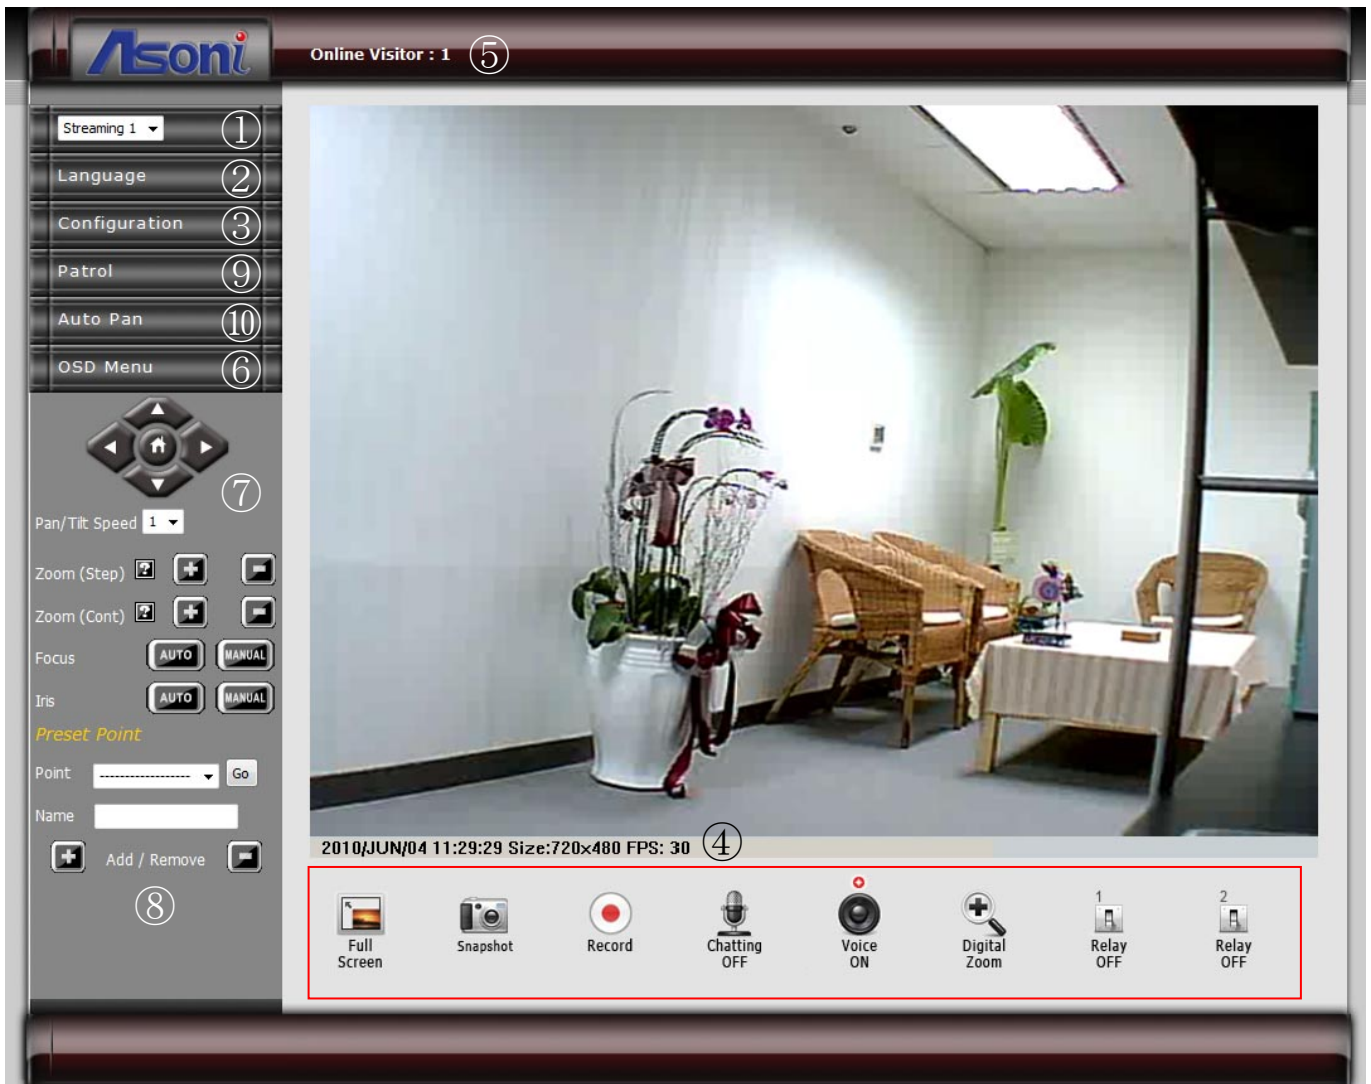 Asoni
Online Visitor : 1 ⑤
Streaming 1 ①
Language ②
Configuration ③
Patrol ⑨
Auto Pan ⑩
OSD Menu ⑥
⑦
Pan/Tilt Speed 1
Zoom (Step) ? + -
Zoom (Cont) ? + -
Focus AUTO MANUAL
Iris AUTO MANUAL
Preset Point
Point ------------------ Go
Name
+ Add / Remove -
⑧
2010/JUN/04 11:29:29 Size:720x480 FPS: 30 ④
Full Screen
Snapshot
Record
Chatting OFF
Voice ON
Digital Zoom
1 Relay OFF
2 Relay OFF